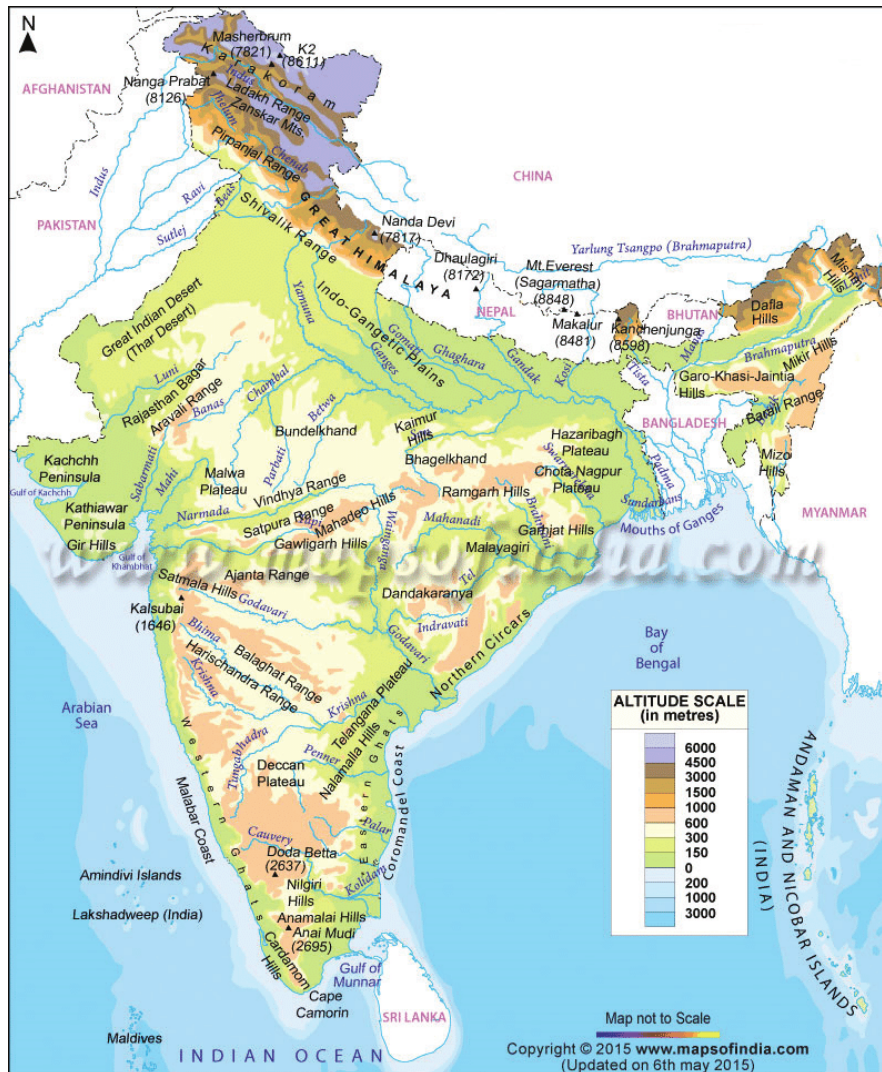 N
Masherbrum
(7821)
K2
(8611)
Karakoram
AFGHANISTAN
Nanga Prabat
(8126)
Indus
Ladakh Range
Zanskar Mts.
Jhelum
Pirpanjal Range
Chenab
Indus
CHINA
Ravi
Beas
PAKISTAN
Sutlej
Shivalik Range
GREAT HIMALAYA
Nanda Devi
(7817)
Dhaulagiri
(8172)
Mt.Everest
(Sagarmatha)
(8848)
Yarlung Tsangpo (Brahmaputra)
Mishmi
Hills
NEPAL
Makalur
(8481)
Kanchenjunga
(8598)
BHUTAN
Dafla
Hills
Great Indian Desert
(Thar Desert)
Yamuna
Indo-Gangetic Plains
Ganges
Gomati
Ghaghara
Gandak
Kosi
Tista
Manas
Brahmaputra
Mikir Hills
Garo-Khasi-Jaintia
Hills
Luni
Rajasthan Bagar
Aravali Range
Banas
Chambal
Betwa
Parbati
Bundelkhand
Kaimur
Hills
Son
BANGLADESH
Barail Range
Mizo
Hills
Kachchh
Peninsula
Gulf of Kachchh
Sabarmati
Mahi
Malwa
Plateau
Bhagelkhand
Hazaribagh
Plateau
Chota-Nagpur
Plateau
Swarnrekha
Padma
Sundarbans
Mouths of Ganges
MYANMAR
Kathiawar
Peninsula
Gir Hills
Gulf of
Khambhat
Narmada
Vindhya Range
Satpura Range
Tapi
Mahadeo Hills
Gawligarh Hills
Wainganga
Ramgarh Hills
Mahanadi
Brahmani
Garhjat Hills
Malayagiri
www.mapsofindia.com
Ajanta Range
Satmala Hills
Kalsubai
(1646)
Godavari
Dandakaranya
Tel
Indravati
Godavari
Northern Circars
Bay
of
Bengal
Bhima
Balaghat Range
Harischandra Range
Krishna
Krishna
Arabian
Sea
Telangana Plateau
Nalamalla Hills
Tungabhadra
Deccan
Plateau
Penner
Western Ghats
Eastern Ghats
Malabar Coast
Coromandel Coast
Palar
Cauvery
Doda Betta
(2637)
Kolidam
Nilgiri
Hills
Amindivi Islands
Lakshadweep (India)
Anamalai Hills
Anai Mudi
(2695)
Cardamom
Hills
Gulf of
Munnar
Cape
Camorin
SRI LANKA
Maldives
INDIAN OCEAN
ALTITUDE SCALE
(in metres)
6000
4500
3000
1500
1000
600
300
150
0
200
1000
3000
ANDAMAN AND NICOBAR ISLANDS
(INDIA)
Map not to Scale
Copyright © 2015 www.mapsofindia.com
(Updated on 6th may 2015)